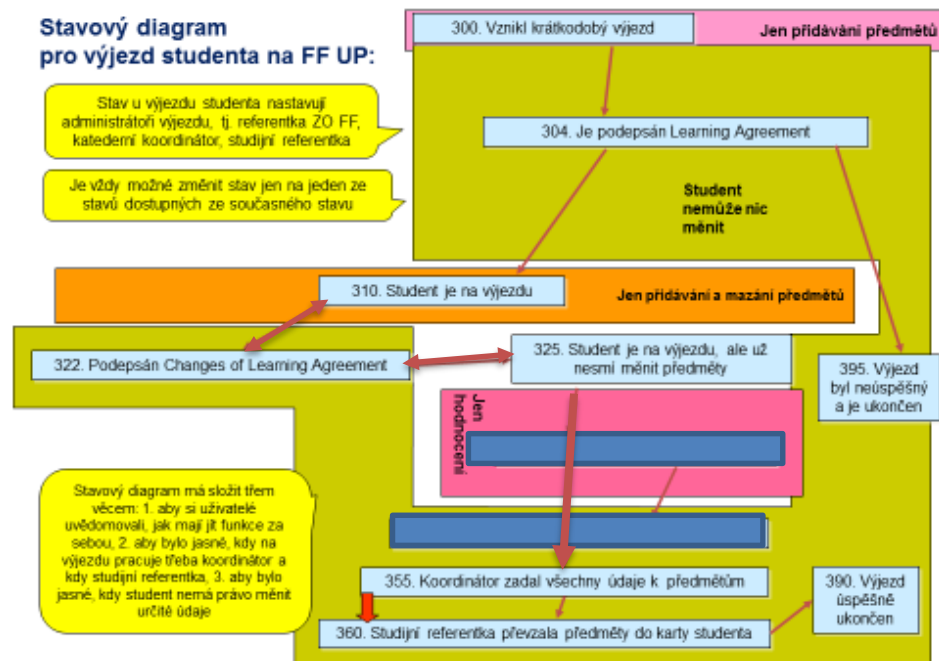 Stavový diagram
pro výjezd studenta na FF UP:
300. Vznikl krátkodobý výjezd
Jen přidávání předmětů
Stav u výjezdu studenta nastavují
administrátoři výjezdu, tj. referentka ZO FF,
katederní koordinátor, studijní referentka
304. Je podepsán Learning Agreement
Je vždy možné změnit stav jen na jeden ze
stavů dostupných ze současného stavu
Student
nemůže nic
měnit
310. Student je na výjezdu
Jen přidávání a mazání předmětů
322. Podepsán Changes of Learning Agreement
325. Student je na výjezdu, ale už
nesmí měnit předměty
395. Výjezd
byl neúspěšný
a je ukončen
Jen
hodnocení
Stavový diagram má složit třem
věcem: 1. aby si uživatelé
uvědomovali, jak mají jít funkce za
sebou, 2. aby bylo jasné, kdy na
výjezdu pracuje třeba koordinátor a
kdy studijní referentka, 3. aby bylo
jasné, kdy student nemá právo měnit
určité údaje
355. Koordinátor zadal všechny údaje k předmětům
390. Výjezd
úspěšně
ukončen
360. Studijní referentka převzala předměty do karty studenta